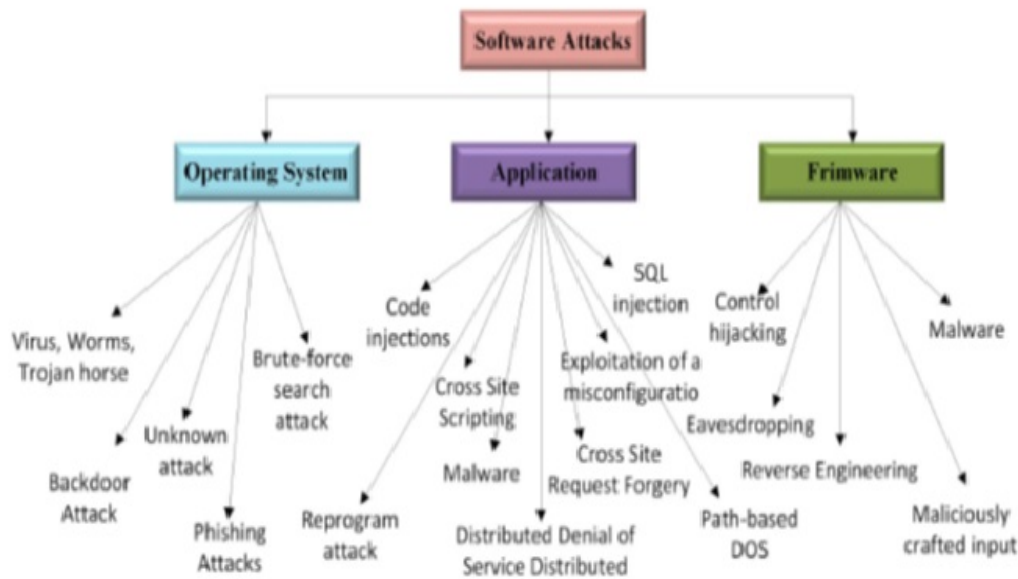 Software Attacks
Operating System
Application
Frimware
Virus, Worms,
Trojan horse
Backdoor
Attack
Unknown
attack
Phishing
Attacks
Brute-force
search
attack
Code
injections
Reprogram
attack
Cross Site
Scripting
Malware
Distributed Denial of
Service Distributed
Cross Site
Request Forgery
Exploitation of a
misconfiguratio
SQL
injection
Path-based
DOS
Control
hijacking
Eavesdropping
Reverse Engineering
Maliciously
crafted input
Malware